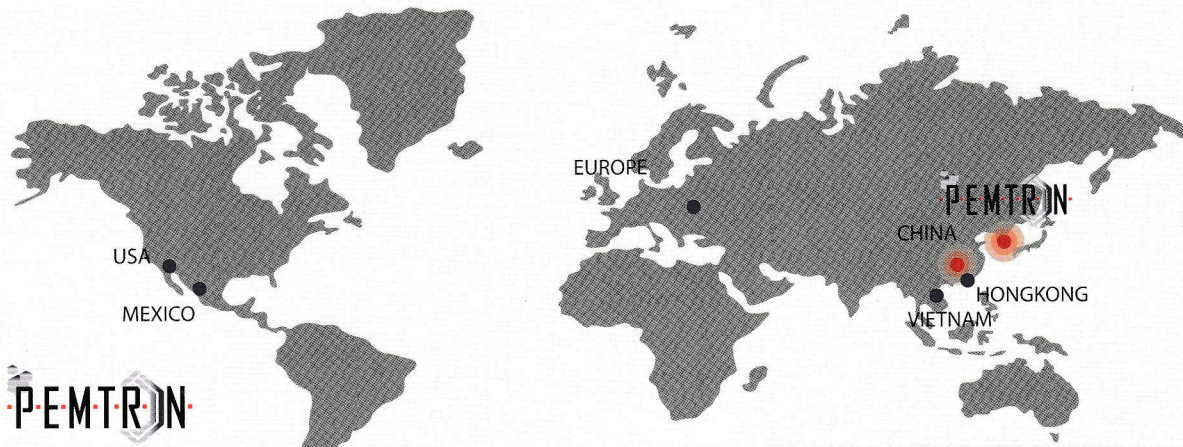 EUROPE
PEMTRON
CHINA
USA
HONGKONG
MEXICO
VIETNAM
PEMTRON